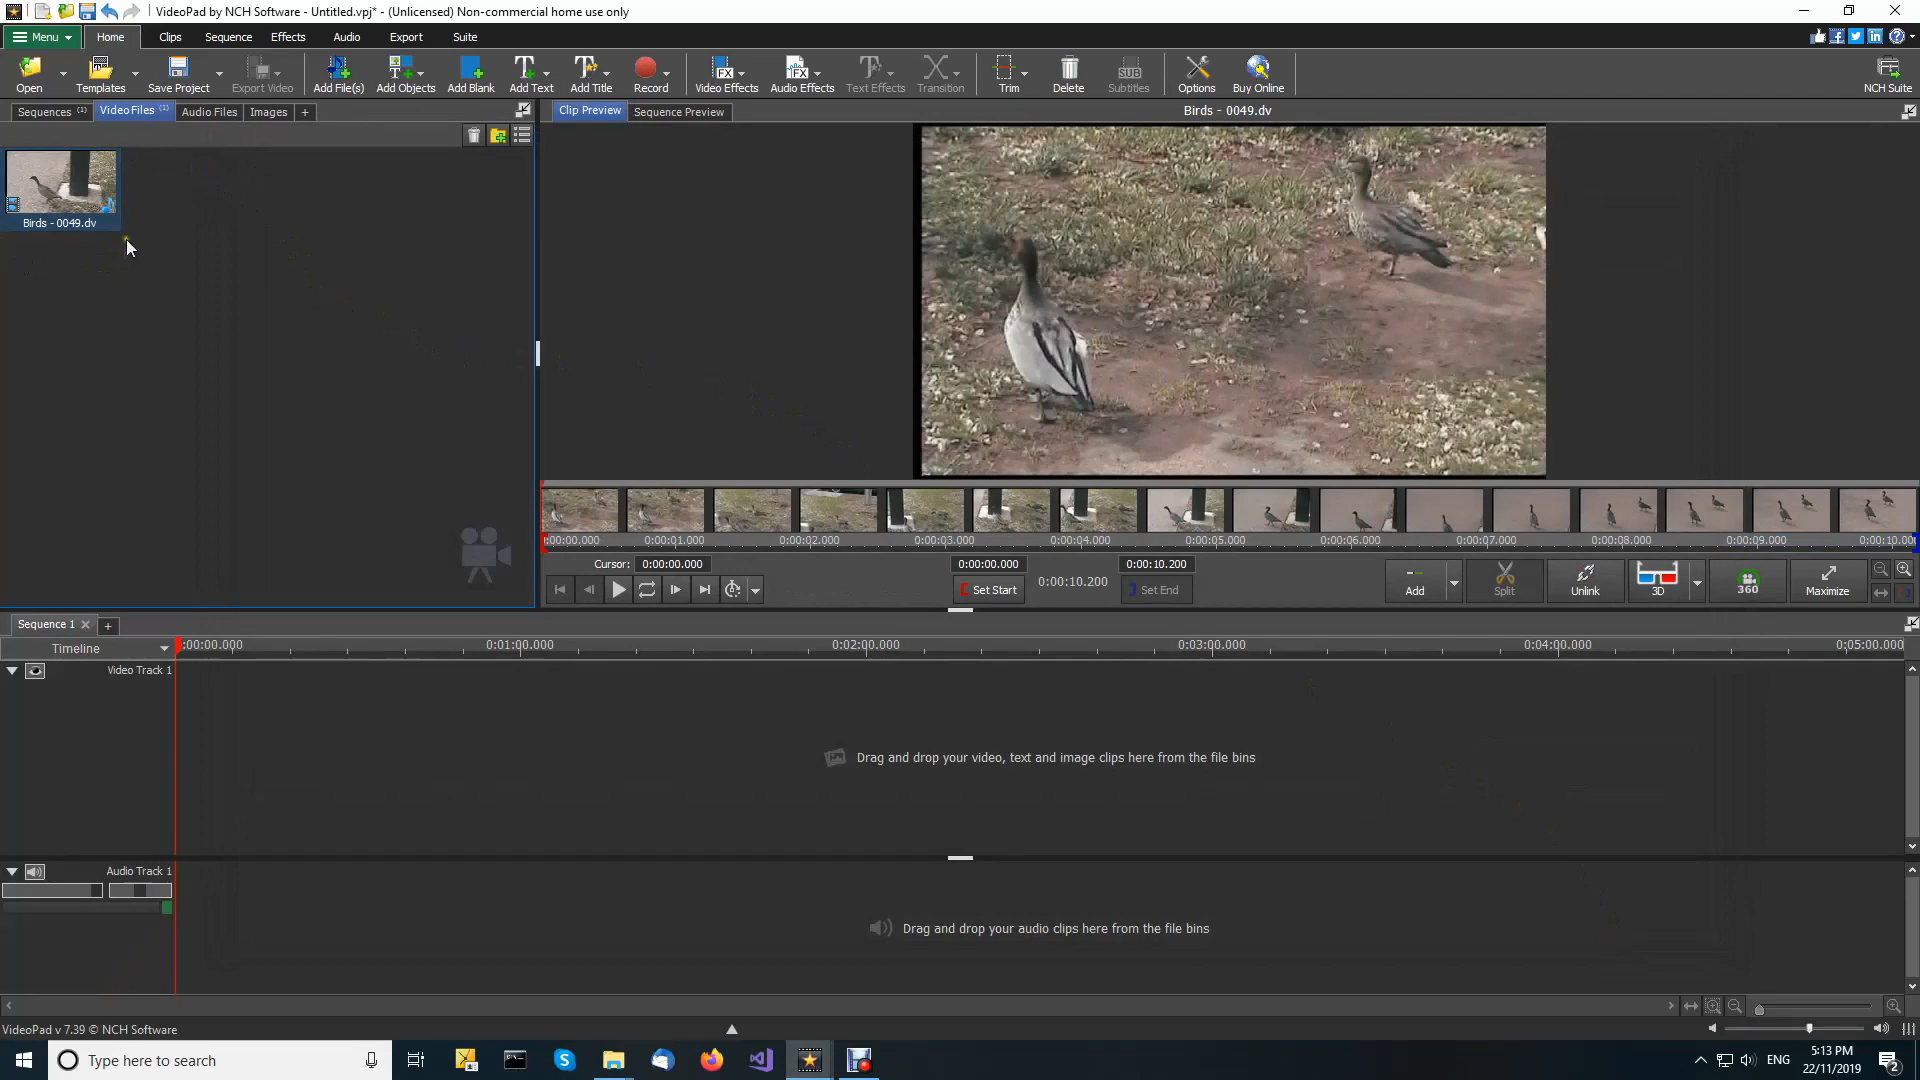 VideoPad by NCH Software - Untitled.vpj* - (Unlicensed) Non-commercial home use only
Menu Home Clips Sequence Effects Audio Export Suite
Open Templates Save Project Export Video Add File(s) Add Objects Add Blank Add Text Add Title Record Video Effects Audio Effects Text Effects Transition Trim Delete SUB Subtitles Options Buy Online NCH Suite
Sequences (1) Video Files (1) Audio Files Images + Clip Preview Sequence Preview Birds - 0049.dv
Birds - 0049.dv
0:00:00.000 0:00:01.000 0:00:02.000 0:00:03.000 0:00:04.000 0:00:05.000 0:00:06.000 0:00:07.000 0:00:08.000 0:00:09.000 0:00:10.000
Cursor: 0:00:00.000 0:00:00.000 0:00:10.200 0:00:10.200
Set Start Set End Add Split Unlink 3D 360 Maximize
Sequence 1 × +
Timeline :00:00.000 0:01:00.000 0:02:00.000 0:03:00.000 0:04:00.000 0:05:00.000
Video Track 1
Drag and drop your video, text and image clips here from the file bins
Audio Track 1
Drag and drop your audio clips here from the file bins
VideoPad v 7.39 © NCH Software
Type here to search ENG 5:13 PM
22/11/2019 2